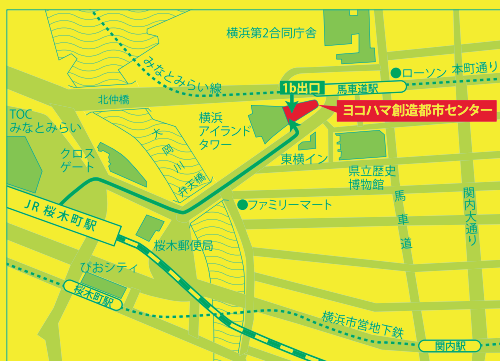 横浜第2合同庁舎
みなとみらい線
ローソン
本町通り
1b出口
馬車道駅
北仲橋
ヨコハマ創造都市センター
TOC
みなとみらい
横浜
アイランド
タワー
大岡川
クロス
ゲート
東横イン
県立歴史
博物館
弁天橋
馬車道
関内大通り
ファミリーマート
JR 桜木町駅
桜木郵便局
ぴおシティ
桜木町駅
横浜市営地下鉄
関内駅